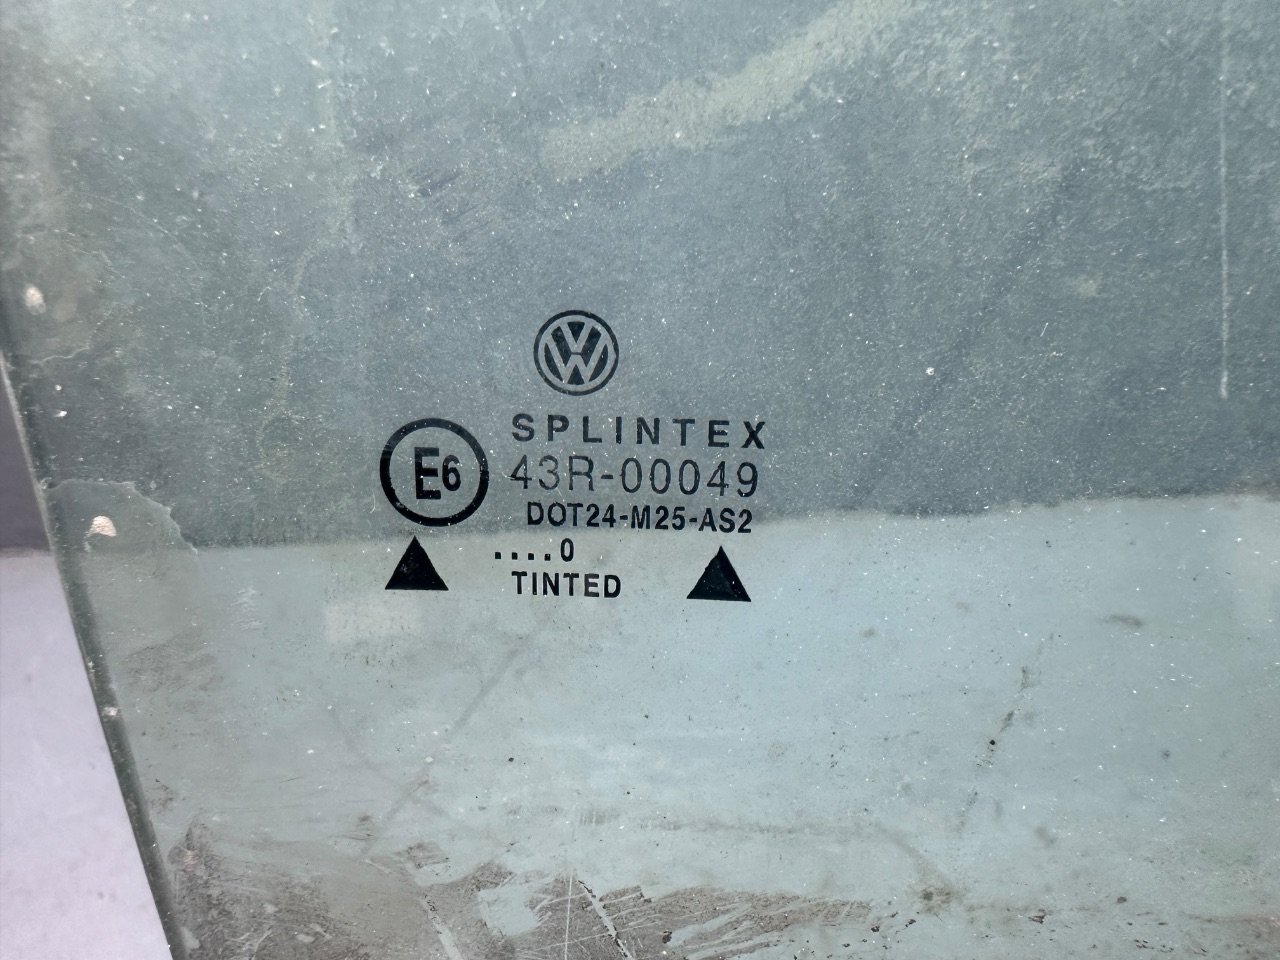 SPLINTEX
E6
43R-00049
DOT24-M25-AS2
....0
TINTED